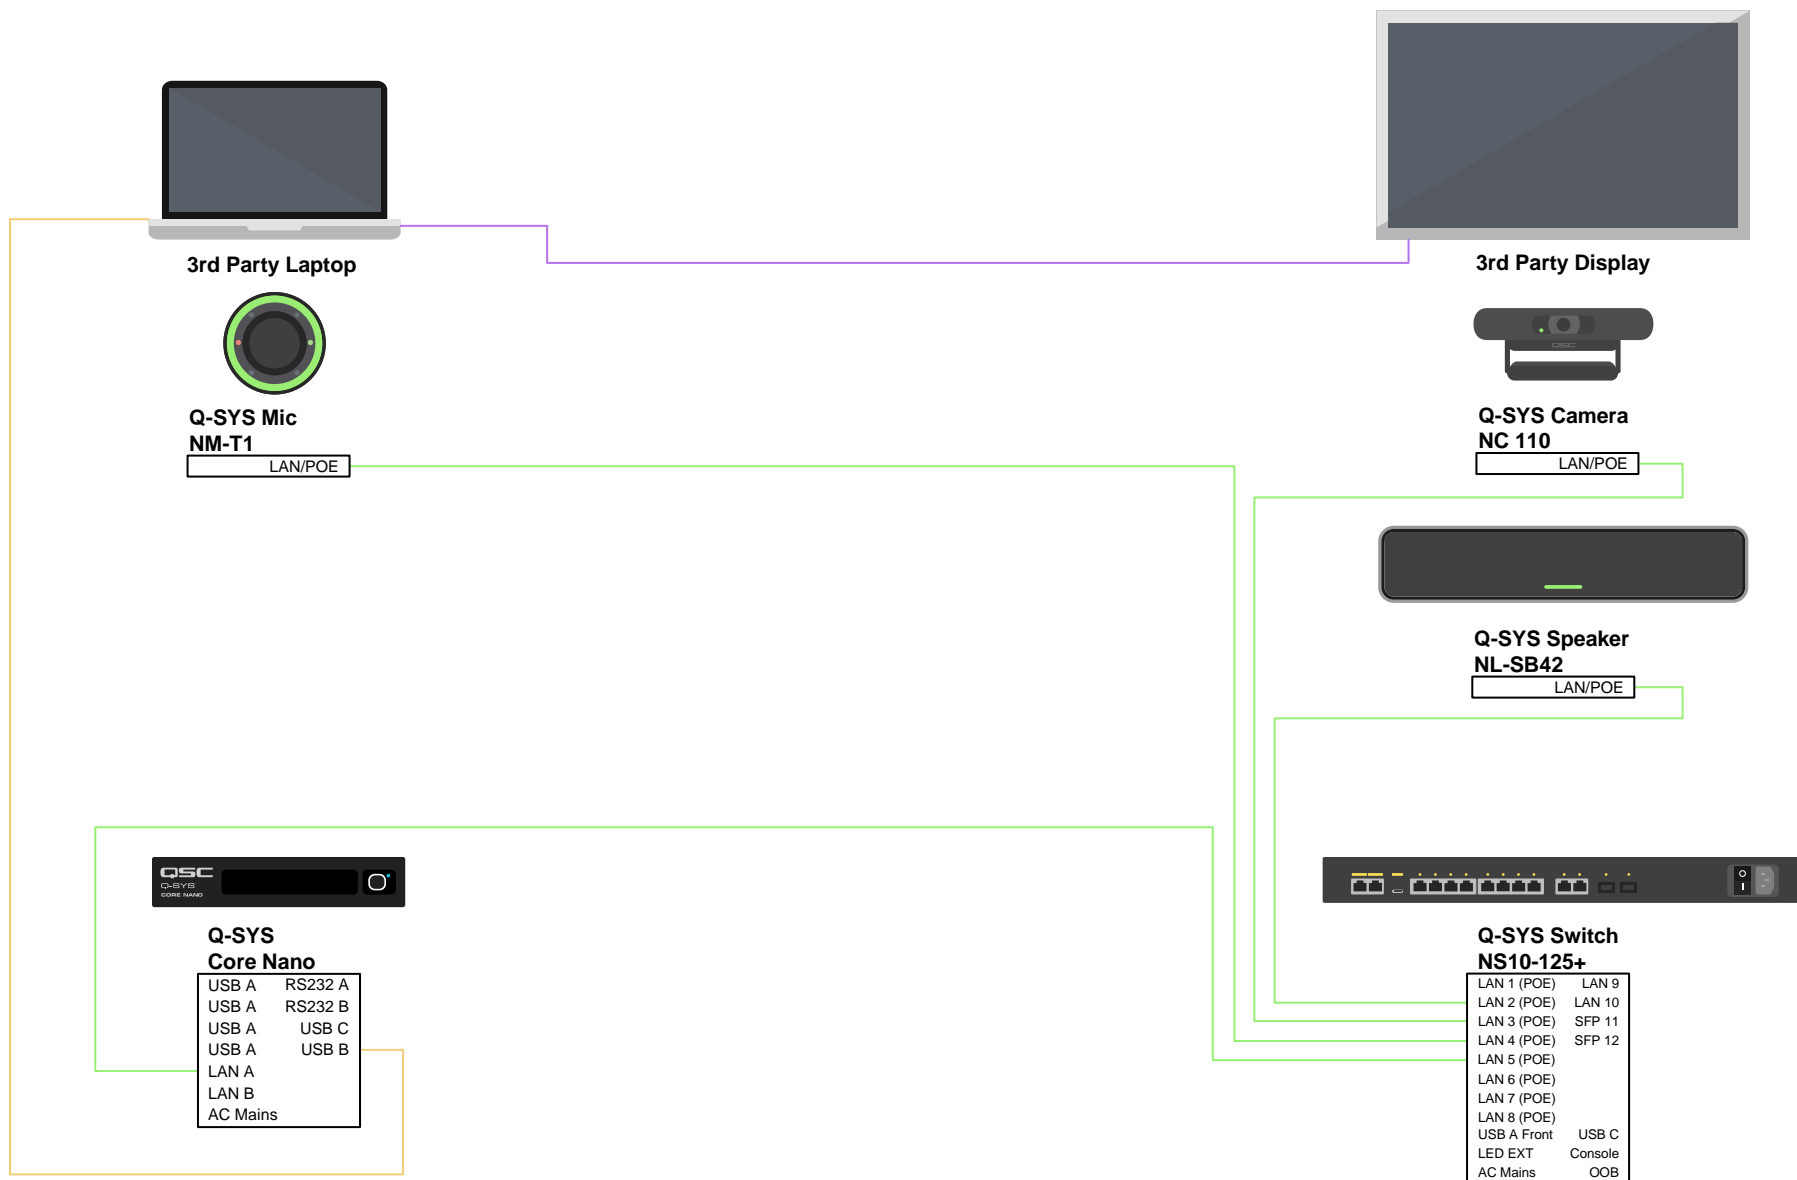 3rd Party Laptop
3rd Party Display
QSC
Q-SYS Mic
NM-T1
LAN/POE
Q-SYS Camera
NC 110
LAN/POE
Q-SYS Speaker
NL-SB42
LAN/POE
QSC
Q-SYS
CORE NANO
Q-SYS
Core Nano
USB A RS232 A
USB A RS232 B
USB A USB C
USB A USB B
LAN A
LAN B
AC Mains
Q-SYS Switch
NS10-125+
LAN 1 (POE) LAN 9
LAN 2 (POE) LAN 10
LAN 3 (POE) SFP 11
LAN 4 (POE) SFP 12
LAN 5 (POE)
LAN 6 (POE)
LAN 7 (POE)
LAN 8 (POE)
USB A Front USB C
LED EXT Console
AC Mains OOB